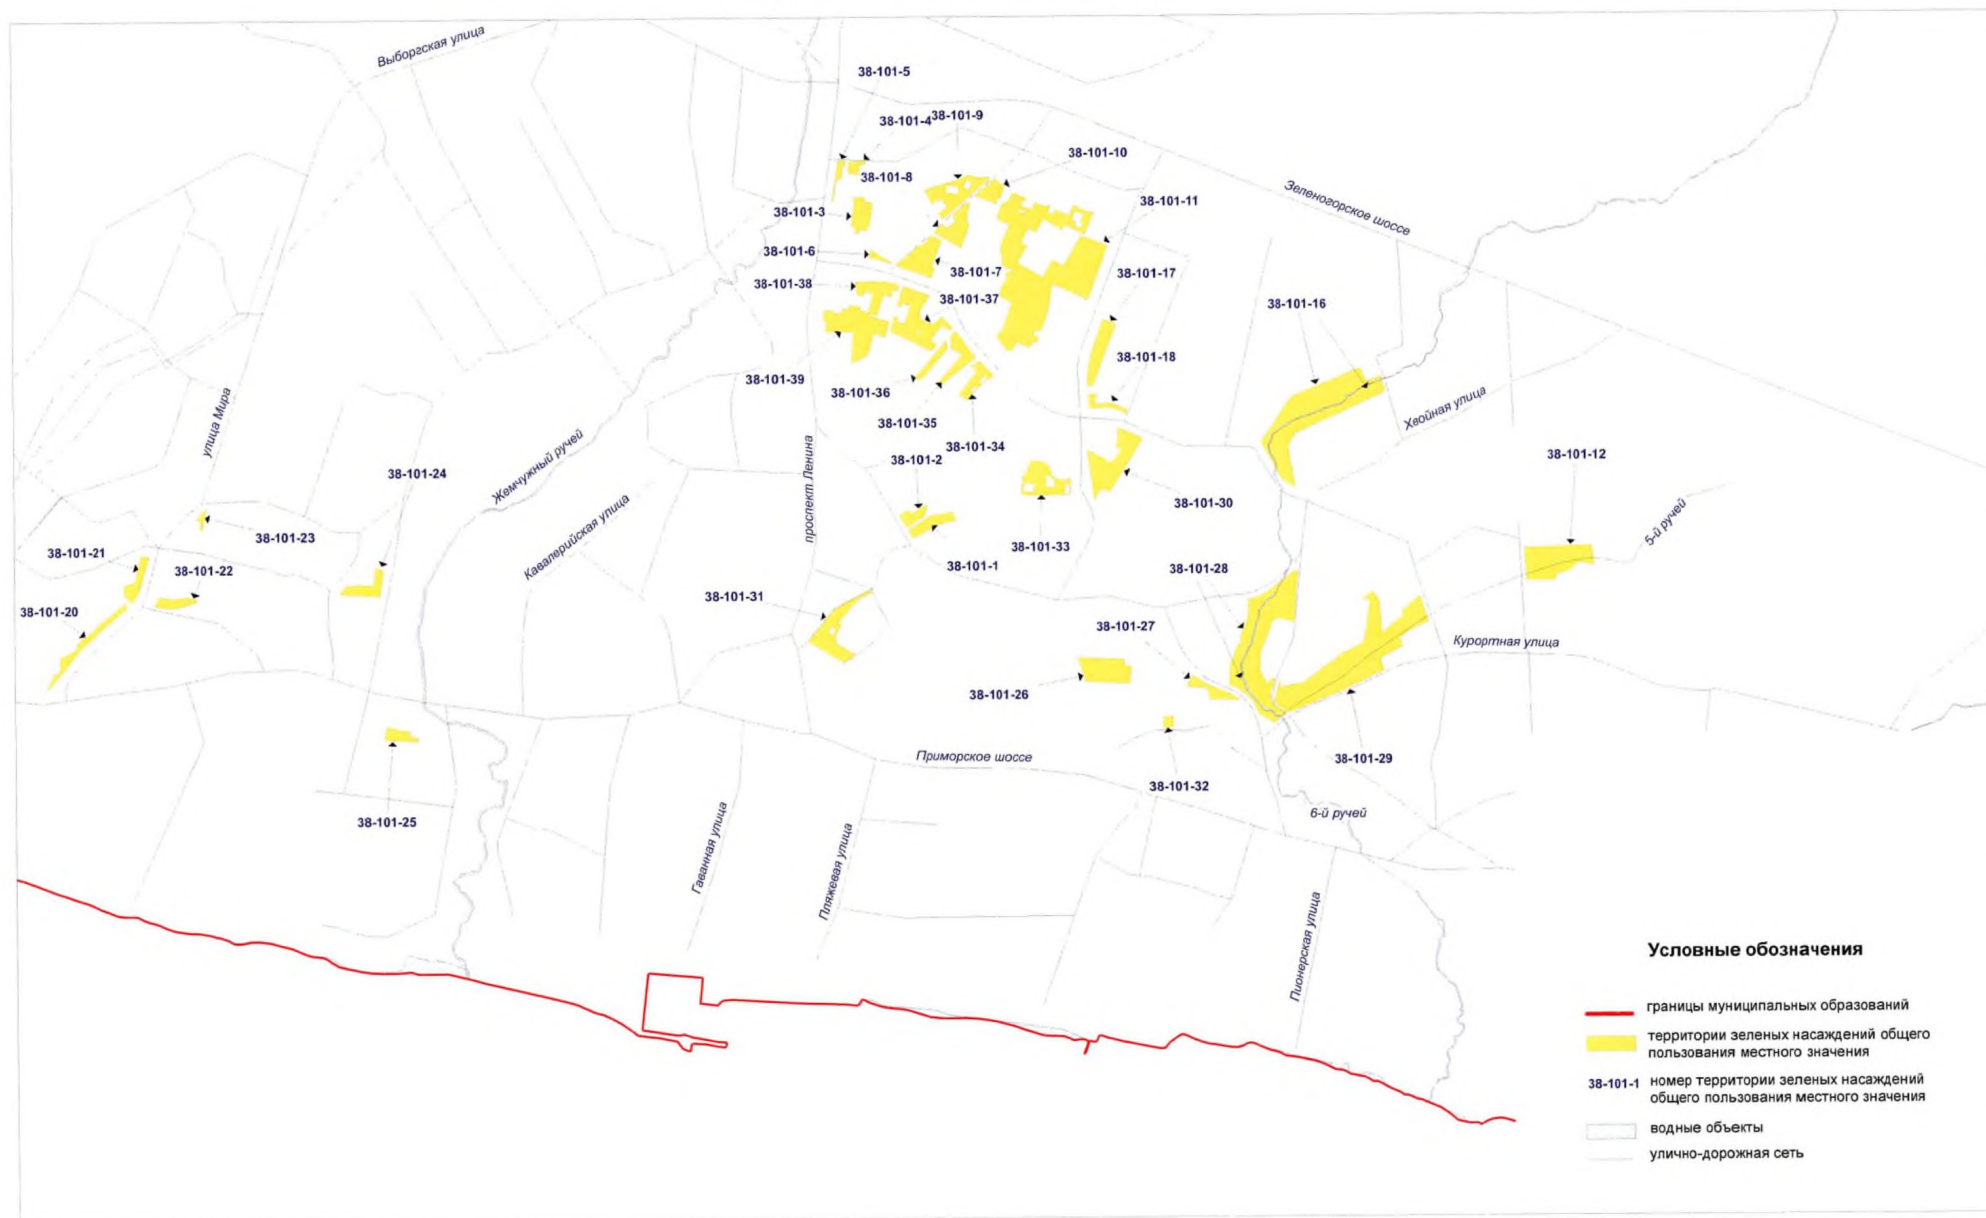 Выборгская улица
38-101-5
38-101-4
38-101-9
38-101-10
38-101-8
38-101-11
Зеленогорское шоссе
38-101-3
38-101-6
38-101-7
38-101-17
38-101-38
38-101-37
38-101-16
38-101-18
38-101-39
38-101-36
38-101-35
38-101-34
38-101-2
улица Мира
Хвойная улица
38-101-12
38-101-24
Жемчужный ручей
проспект Ленина
Кавалерийская улица
38-101-30
5-й ручей
38-101-23
38-101-21
38-101-22
38-101-33
38-101-1
38-101-28
38-101-20
38-101-31
38-101-27
Курортная улица
38-101-26
Приморское шоссе
38-101-29
38-101-32
38-101-25
6-й ручей
Гаванная улица
Пляжевая улица
Пионерская улица
Условные обозначения
границы муниципальных образований
территории зеленых насаждений общего
пользования местного значения
38-101-1 номер территории зеленых насаждений
общего пользования местного значения
водные объекты
улично-дорожная сеть